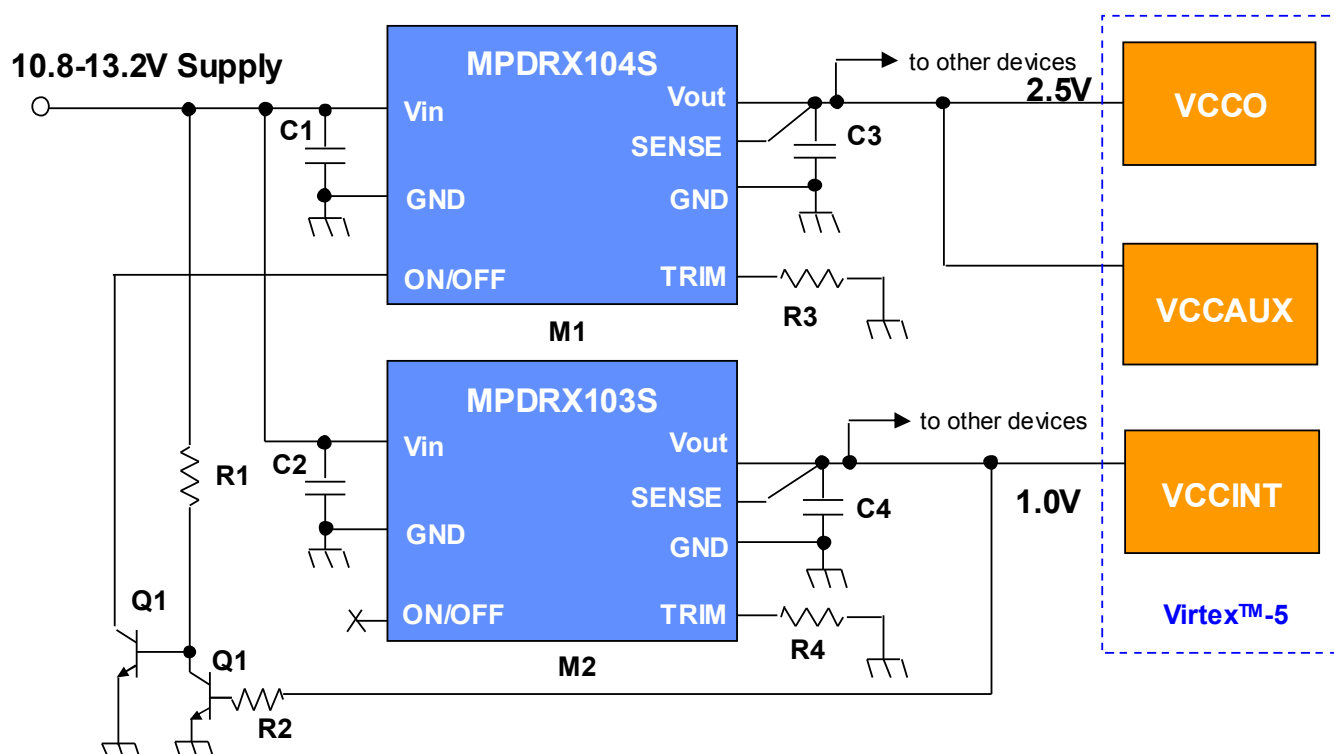 10.8-13.2V Supply
MPDRX104S
Vin
Vout
SENSE
GND
GND
ON/OFF
TRIM
C1
C3
to other devices
2.5V
VCCO
VCCAUX
R3
M1
MPDRX103S
Vin
Vout
SENSE
GND
GND
ON/OFF
TRIM
R1
C2
C4
to other devices
1.0V
VCCINT
Virtex™-5
Q1
Q1
R2
R4
M2